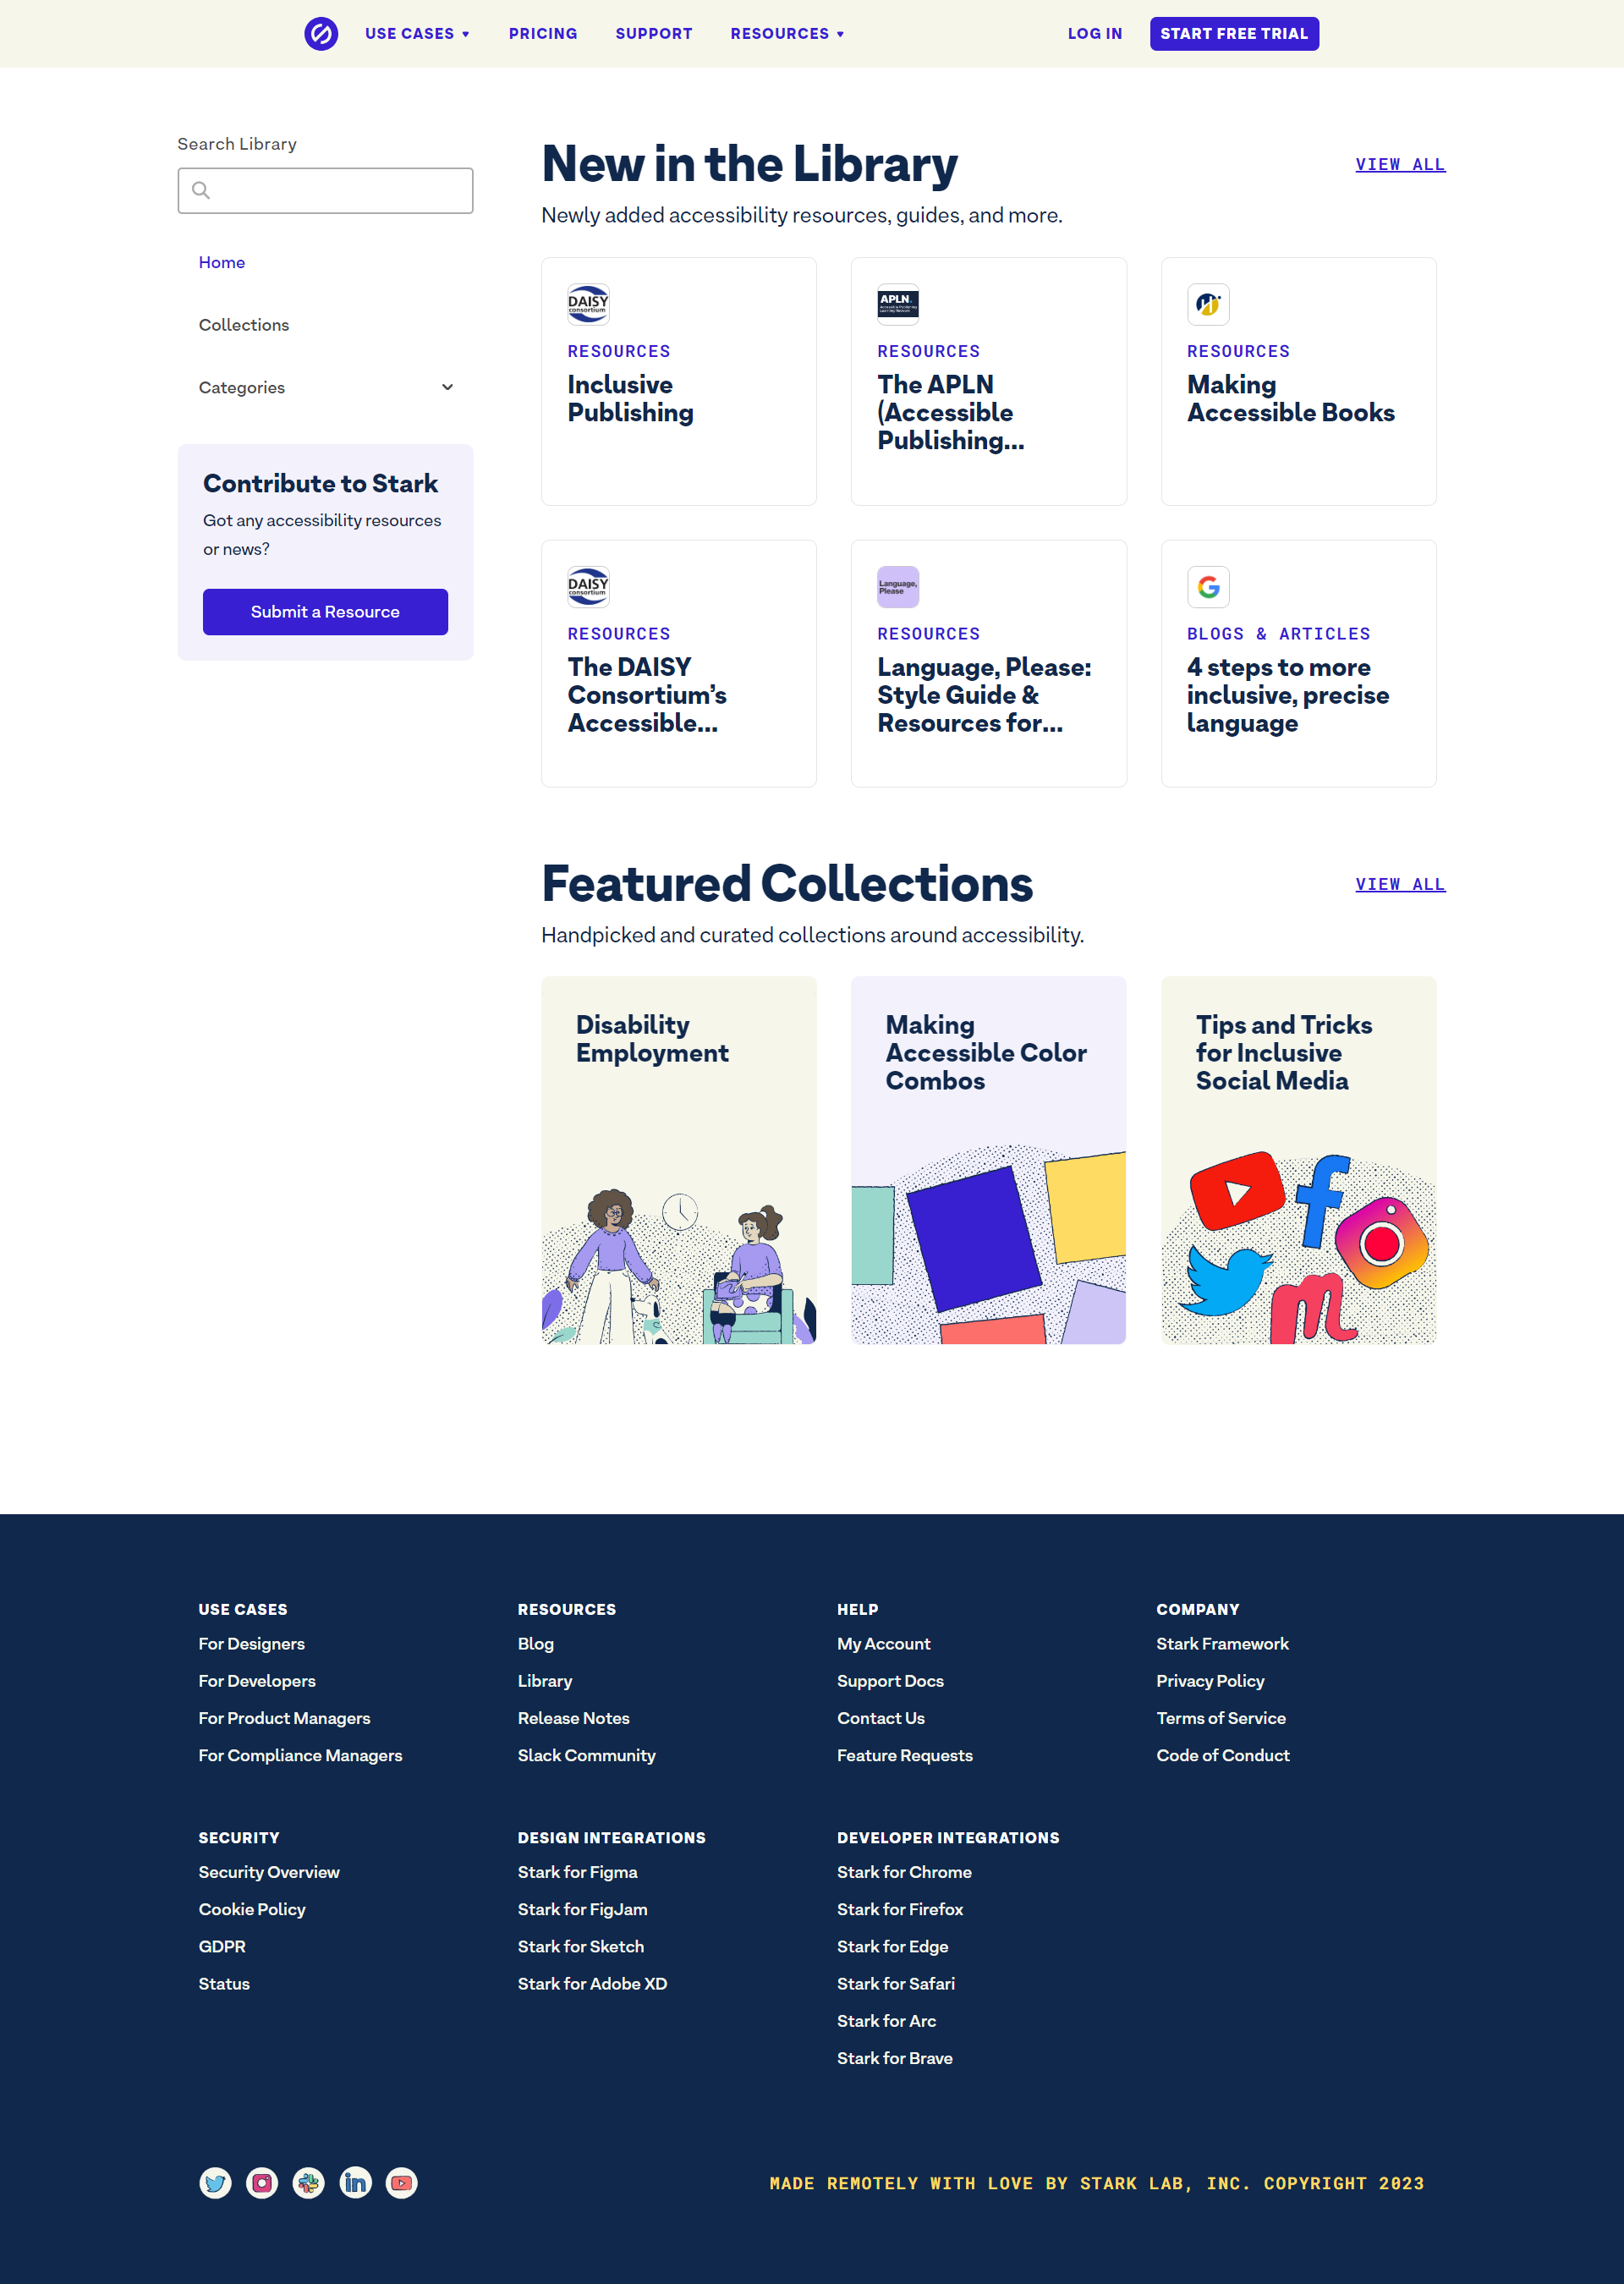 USE CASES
PRICING
SUPPORT
RESOURCES
LOG IN
START FREE TRIAL
Search Library
Home
Collections
Categories
Contribute to Stark
Got any accessibility resources
or news?
Submit a Resource
New in the Library
VIEW ALL
Newly added accessibility resources, guides, and more.
DAISY
consortium
RESOURCES
Inclusive
Publishing
APLN.
RESOURCES
The APLN
(Accessible
Publishing...
RESOURCES
Making
Accessible Books
DAISY
consortium
RESOURCES
The DAISY
Consortium’s
Accessible...
Language,
Please
RESOURCES
Language, Please:
Style Guide &
Resources for...
BLOGS & ARTICLES
4 steps to more
inclusive, precise
language
Featured Collections
VIEW ALL
Handpicked and curated collections around accessibility.
Disability
Employment
Making
Accessible Color
Combos
Tips and Tricks
for Inclusive
Social Media
USE CASES
For Designers
For Developers
For Product Managers
For Compliance Managers
RESOURCES
Blog
Library
Release Notes
Slack Community
HELP
My Account
Support Docs
Contact Us
Feature Requests
COMPANY
Stark Framework
Privacy Policy
Terms of Service
Code of Conduct
SECURITY
Security Overview
Cookie Policy
GDPR
Status
DESIGN INTEGRATIONS
Stark for Figma
Stark for FigJam
Stark for Sketch
Stark for Adobe XD
DEVELOPER INTEGRATIONS
Stark for Chrome
Stark for Firefox
Stark for Edge
Stark for Safari
Stark for Arc
Stark for Brave
MADE REMOTELY WITH LOVE BY STARK LAB, INC. COPYRIGHT 2023